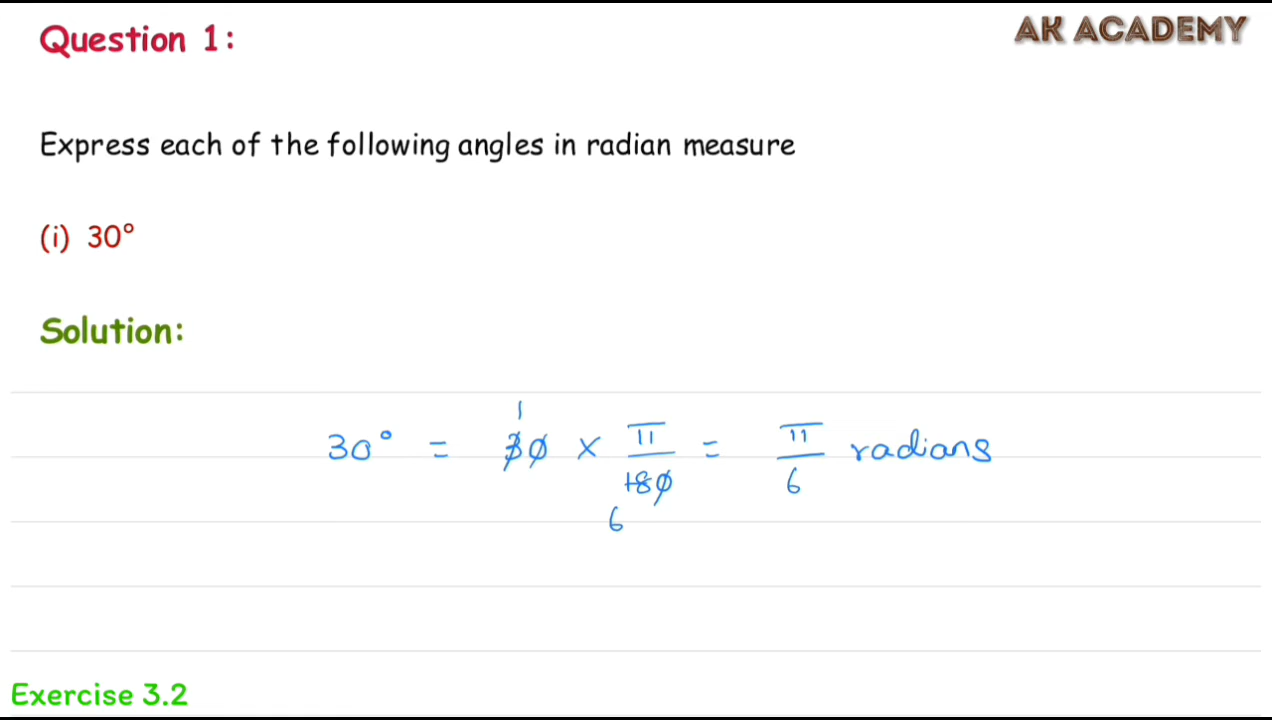 Question 1:
AK ACADEMY
Express each of the following angles in radian measure
(i) 30°
Solution:
1
30° = 30 × π/180 = π/6 radians
6
Exercise 3.2